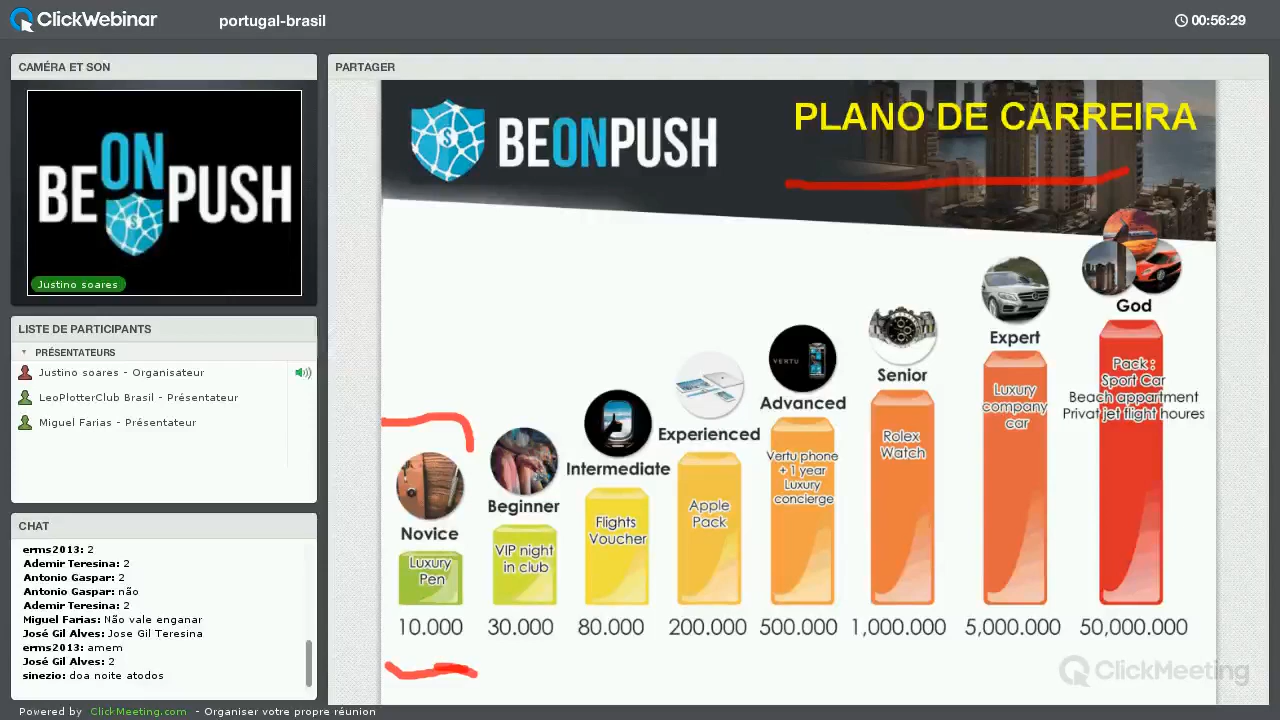 ClickWebinar
portugal-brasil
00:56:29
CAMÉRA ET SON
BEONPUSH
Justino soares
LISTE DE PARTICIPANTS
PRÉSENTATEURS
Justino soares - Organisateur
LeoPlotterClub Brasil - Présentateur
Miguel Farias - Présentateur
CHAT
erms2013: 2
Ademir Teresina: 2
Antonio Gaspar: 2
Antonio Gaspar: não
Ademir Teresina: 2
Miguel Farias: Não vale enganar
José Gil Alves: Jose Gil Teresina
erms2013: amem
José Gil Alves: 2
sinezio: doa noite atodos
PARTAGER
BEONPUSH
PLANO DE CARREIRA
Novice
Luxury
Pen
10.000
Beginner
VIP night
in club
30.000
Intermediate
Flights
Voucher
80.000
Experienced
Apple
Pack
200.000
VERTU
Advanced
Vertu phone
+ 1 year
Luxury
concierge
500.000
Senior
Rolex
Watch
1,000.000
Expert
Luxury
company
car
5,000.000
God
Pack :
Sport Car
Beach appartment
Privat jet flight houres
50,000.000
ClickMeeting
Powered by ClickMeeting.com - Organiser votre propre réunion